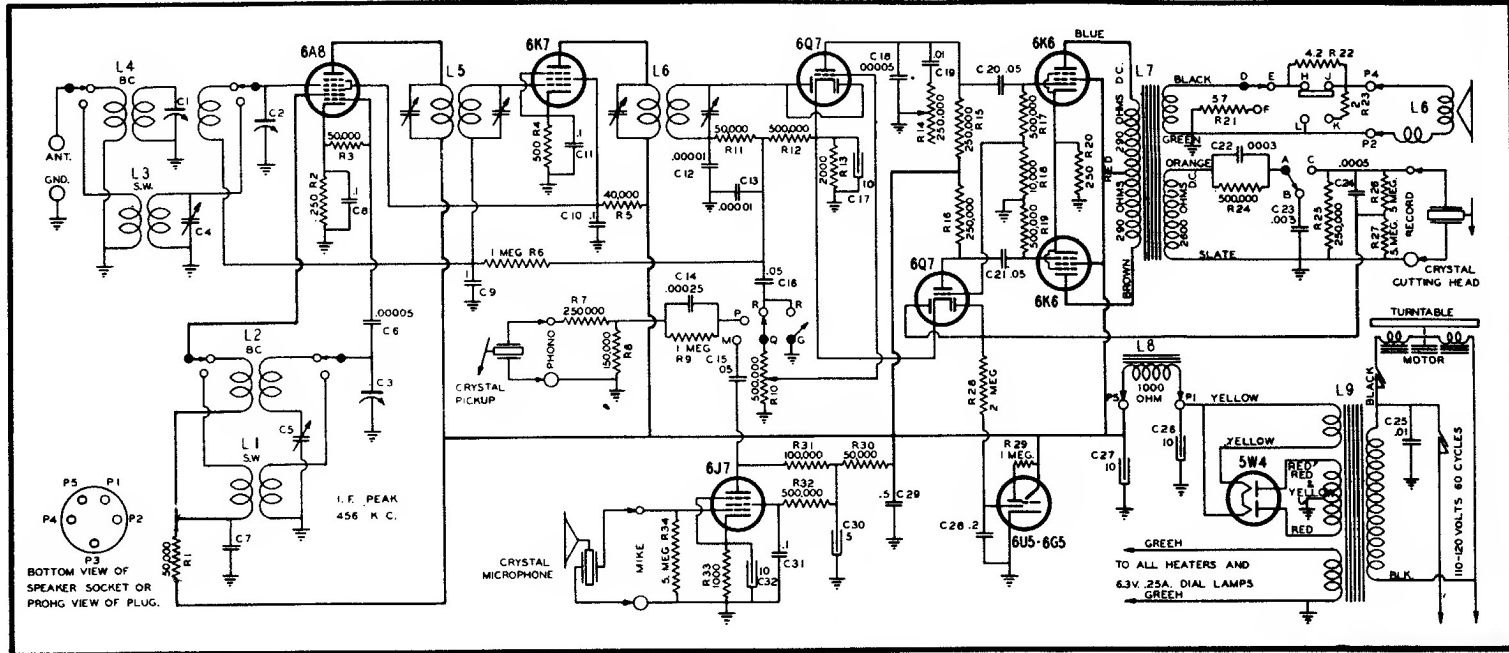 6A8
6K7
6Q7
C18
.00005
.01
C19
C20 .05
6K6
BLUE
L7
4.2 R22
L4
BC
C1
C2
L5
L6
R14
250,000
250,000
R15
500,000
R17
290 OHMS D.C.
BLACK
D
E
H
J
P4
2
R23
L6
57
R21
F
L
K
P2
GREEN
ANT.
GND.
L3
S.W.
C4
50,000
R3
R2
250
.1
C8
R4
500
.1
C11
50,000
R11
500,000
R12
.00001
C12
C13
.00001
2000
R13
10
C17
10,000
R18
R20
250
RED
ORANGE
C22 .0003
500,000
R24
A
B
C
.0005
C24
40,000
R5
C10 .1
R16
250,000
500,000
R19
290 OHMS
2600 OHMS
D.C.
C23
.003
R25
250,000
R26
.5 MEG.
R27
.5 MEG.
RECORD
SLATE
CRYSTAL
CUTTING HEAD
1 MEG R6
.1
C9
.05
C16
C21 .05
6Q7
6K6
BROWN
.00005
C6
C14
.00025
R7
250,000
PHONO
150,000
R8
1 MEG
R9
P
M
R
R
Q
G
C15
.05
500,000
R10
CRYSTAL
PICKUP
L2
BC
C3
C5
L1
S.W
R28
2 MEG
L8
1000
OHM
P5
P1
YELLOW
TURNTABLE
MOTOR
BLACK
L9
YELLOW
C25
.01
C27
10
C26
10
5W4
RED
RED
YELLOW
RED
R31
100,000
R30
50,000
R29
1 MEG.
6J7
R32
500,000
.5 C29
I.F. PEAK
456 K C.
P5
P1
P4
P2
P3
BOTTOM VIEW OF
SPEAKER SOCKET OR
PROHG VIEW OF PLUG.
50,000
R1
C7
CRYSTAL
MICROPHONE
MIKE
5. MEG R34
R33
1000
10
C32
.1
C31
C30
5
C28 .2
6U5-6G5
GREEH
TO ALL HEATERS AND
6.3V. .25A. DIAL LAMPS
GREEH
BLK.
110-120 VOLTS 60 CYCLES